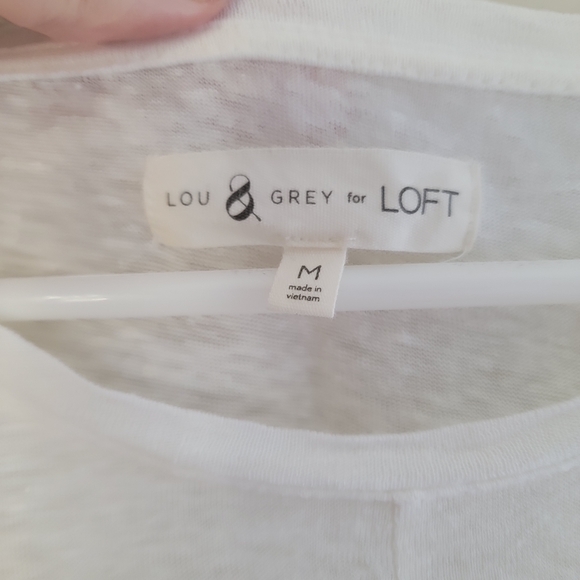 LOU & GREY for LOFT
M
made in
vietnam